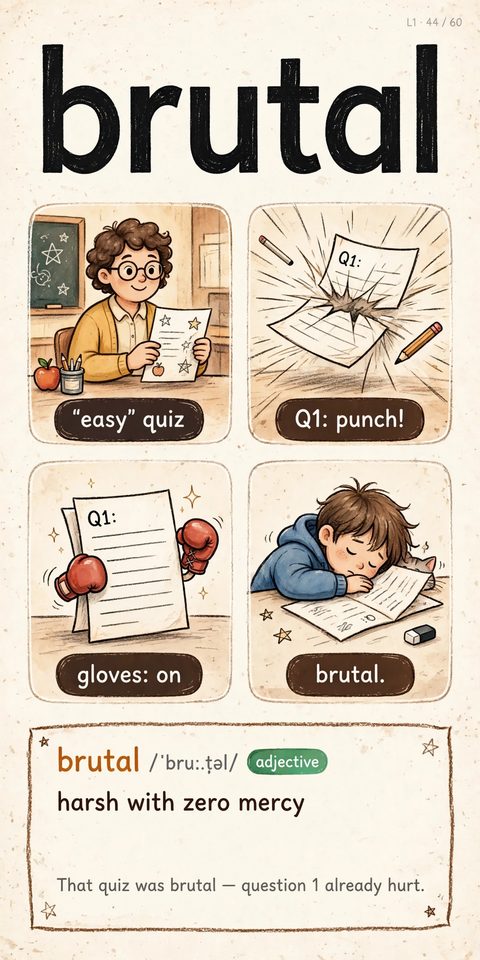 L1 · 44 / 60
brutal
“easy” quiz
Q1:
Q1: punch!
Q1:
gloves: on
brutal.
brutal /ˈbruː.t̬əl/ adjective
harsh with zero mercy
That quiz was brutal — question 1 already hurt.